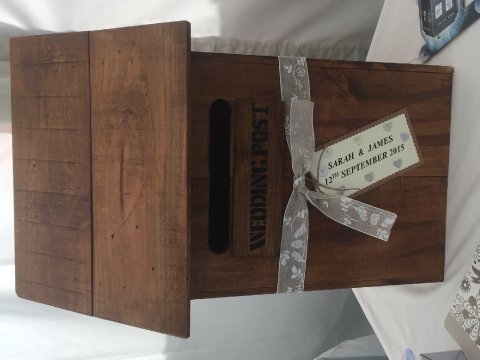 WEDDING POST
SARAH & JAMES
12TH SEPTEMBER 2015